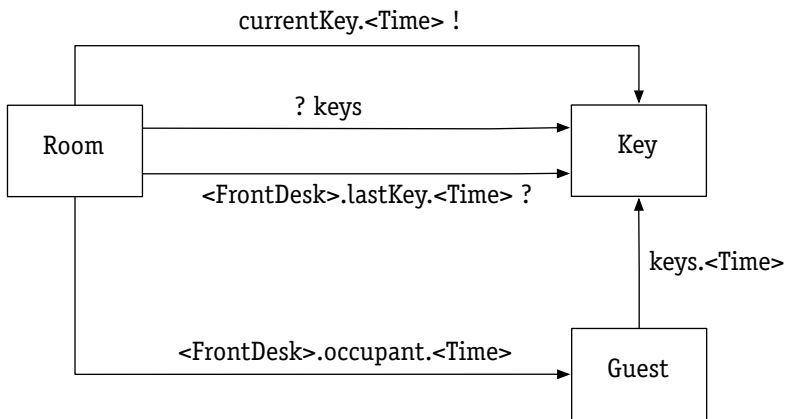 currentKey.<Time> !
? keys
Room
Key
<FrontDesk>.lastKey.<Time> ?
keys.<Time>
<FrontDesk>.occupant.<Time>
Guest